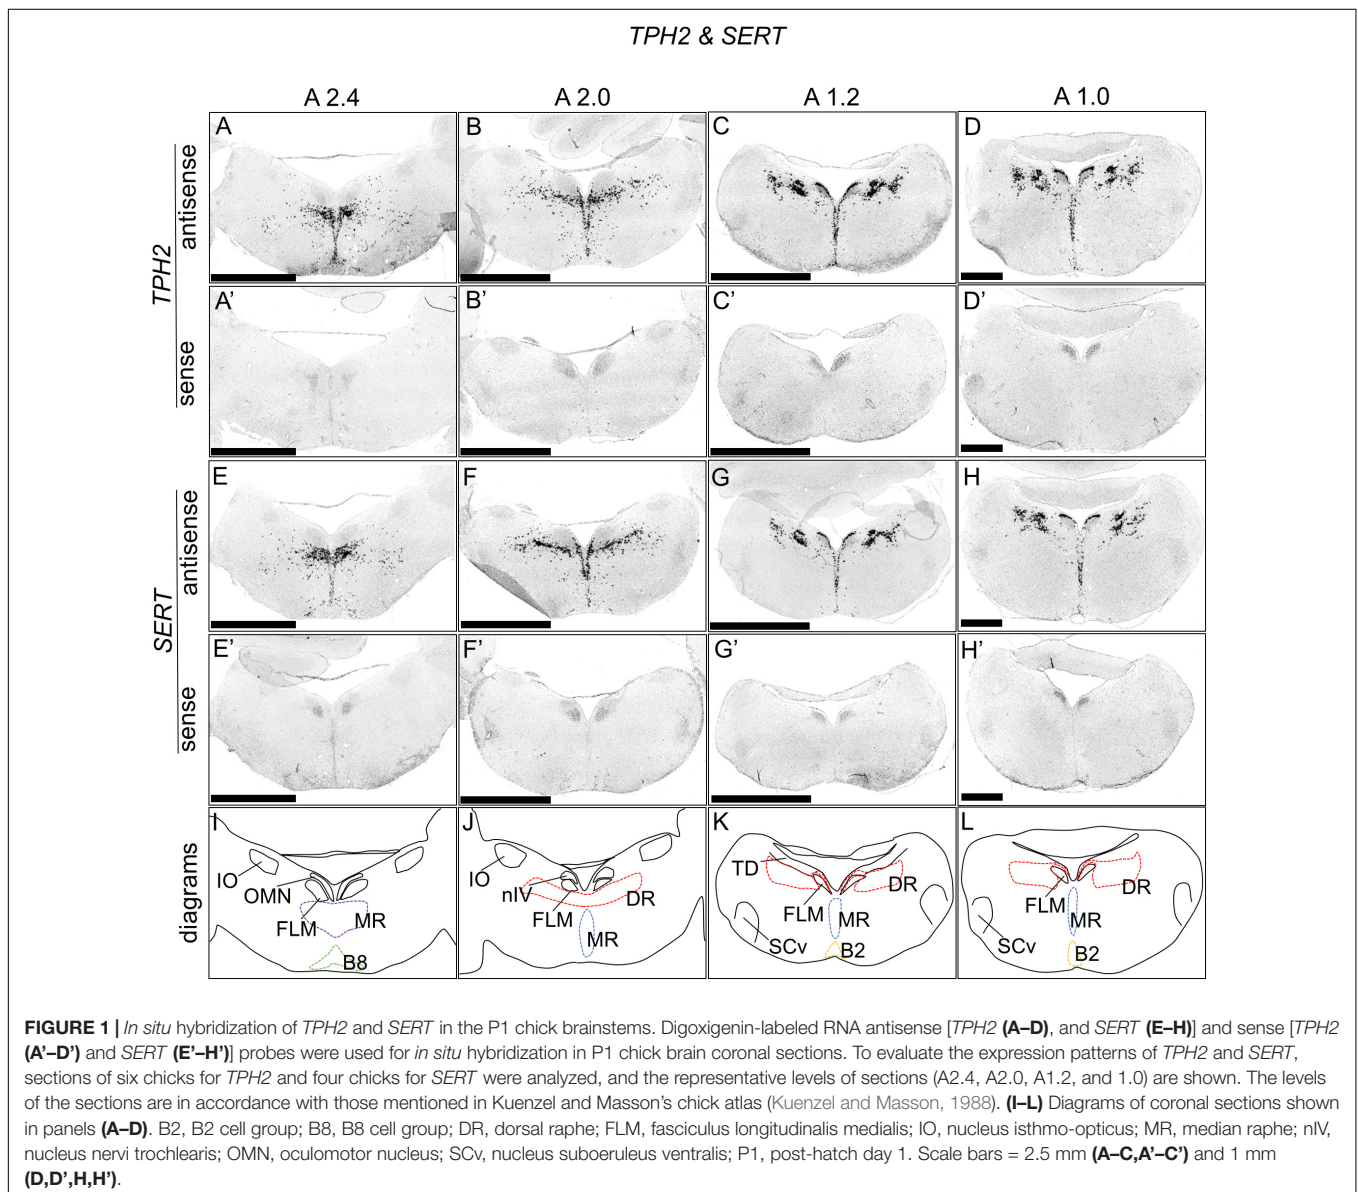 TPH2 & SERT
A 2.4 A 2.0 A 1.2 A 1.0
TPH2
antisense
A B C D
sense
A’ B’ C’ D’
SERT
antisense
E F G H
sense
E’ F’ G’ H’
diagrams
I J K L
IO OMN FLM MR B8
IO nIV FLM DR MR
TD FLM DR MR SCv B2
FLM DR MR SCv B2
FIGURE 1 | In situ hybridization of TPH2 and SERT in the P1 chick brainstems. Digoxigenin-labeled RNA antisense [TPH2 (A–D), and SERT (E–H)] and sense [TPH2
(A’–D’) and SERT (E’–H’)] probes were used for in situ hybridization in P1 chick brain coronal sections. To evaluate the expression patterns of TPH2 and SERT,
sections of six chicks for TPH2 and four chicks for SERT were analyzed, and the representative levels of sections (A2.4, A2.0, A1.2, and 1.0) are shown. The levels
of the sections are in accordance with those mentioned in Kuenzel and Masson’s chick atlas (Kuenzel and Masson, 1988). (I–L) Diagrams of coronal sections shown
in panels (A–D). B2, B2 cell group; B8, B8 cell group; DR, dorsal raphe; FLM, fasciculus longitudinalis medialis; IO, nucleus isthmo-opticus; MR, median raphe; nIV,
nucleus nervi trochlearis; OMN, oculomotor nucleus; SCv, nucleus suboeruleus ventralis; P1, post-hatch day 1. Scale bars = 2.5 mm (A–C,A’–C’) and 1 mm
(D,D’,H,H’).